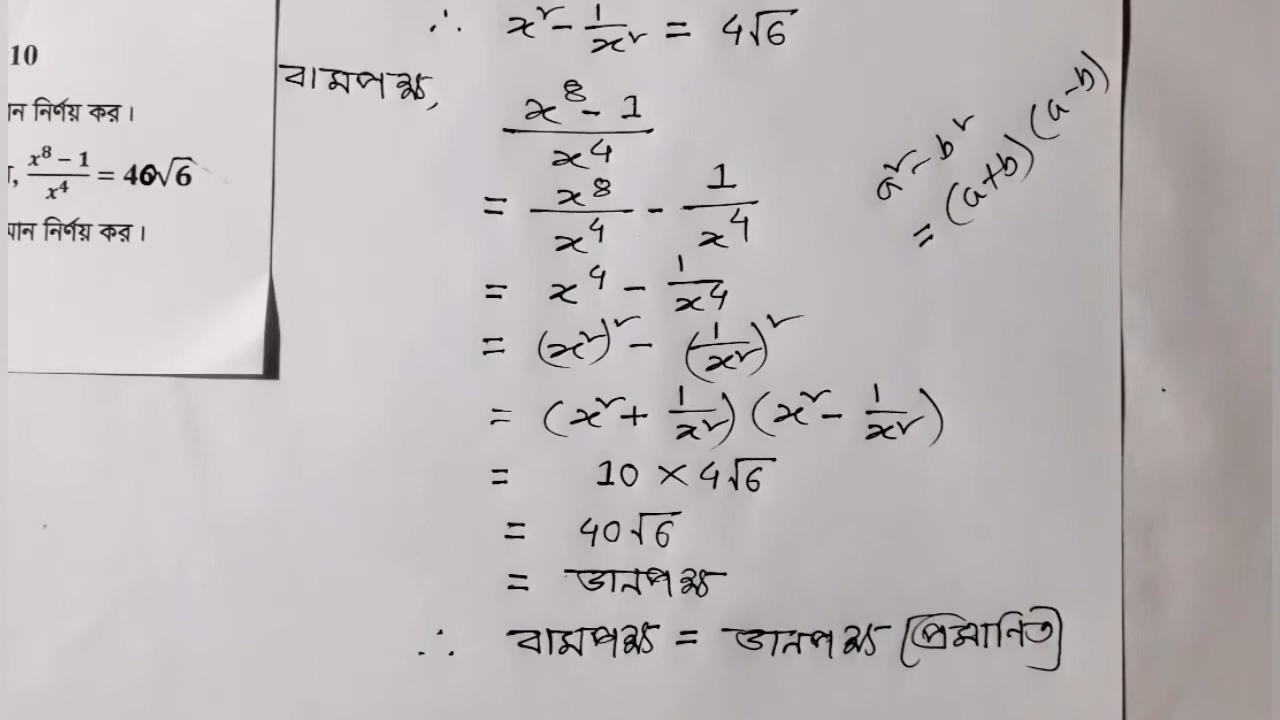 10
ন নির্ণয় কর।
, x⁸ – 1 / x⁴ = 40√6
মান নির্ণয় কর।
∴ x² - 1/x² = 4√6
বামপক্ষ,
x⁸ - 1 / x⁴
= x⁸/x⁴ - 1/x⁴
= x⁴ - 1/x⁴
= (x²)² - (1/x²)²
= (x² + 1/x²) (x² - 1/x²)
= 10 × 4√6
= 40√6
= ডানপক্ষ
∴ বামপক্ষ = ডানপক্ষ [প্রমানিত]
a² - b²
= (a+b) (a-b)